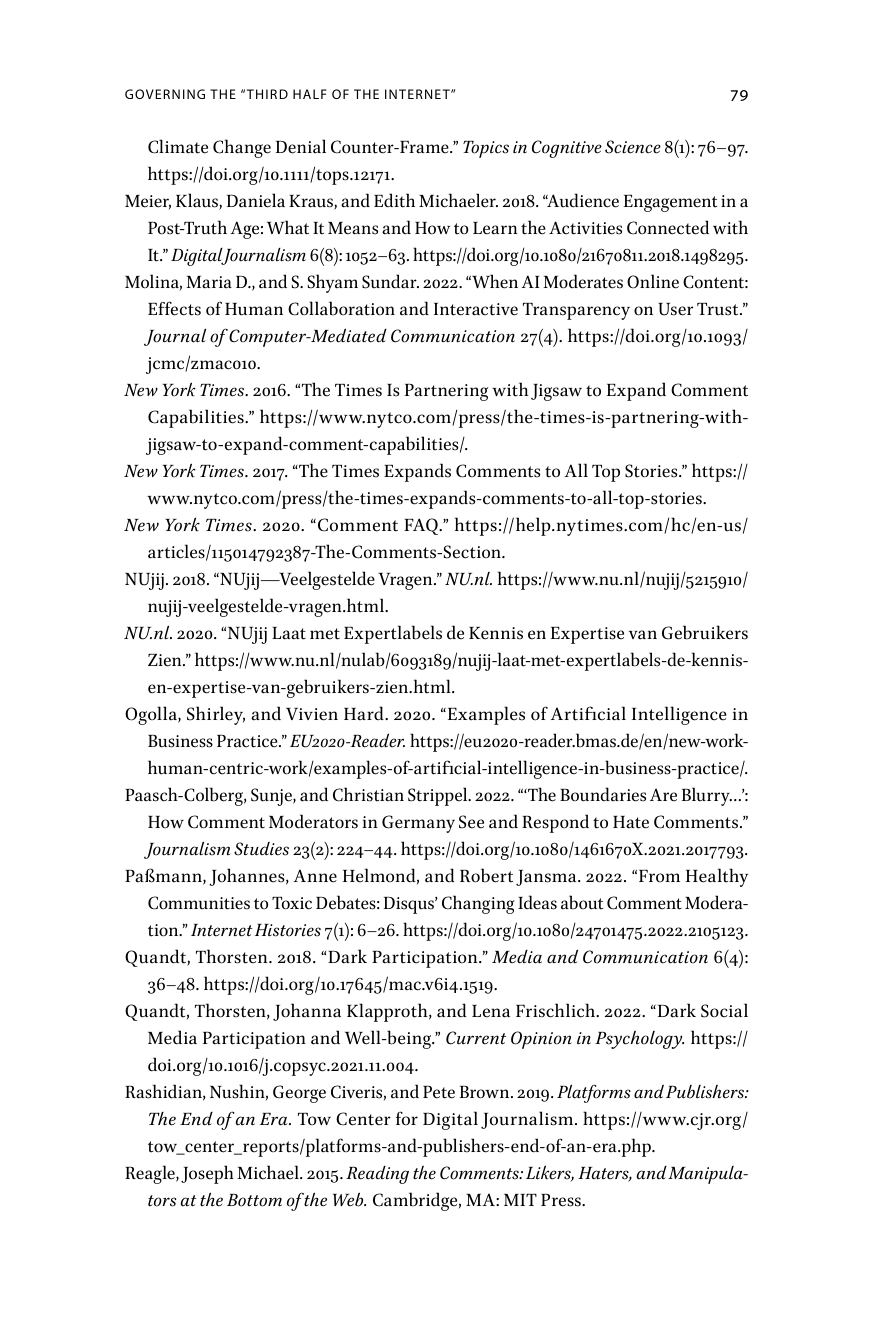 GOVERNING THE “THIRD HALF OF THE INTERNET” 79
Climate Change Denial Counter-Frame.” Topics in Cognitive Science 8(1): 76–97.
https://doi.org/10.1111/tops.12171.
Meier, Klaus, Daniela Kraus, and Edith Michaeler. 2018. “Audience Engagement in a
Post-Truth Age: What It Means and How to Learn the Activities Connected with
It.” Digital Journalism 6(8): 1052–63. https://doi.org/10.1080/21670811.2018.1498295.
Molina, Maria D., and S. Shyam Sundar. 2022. “When AI Moderates Online Content:
Effects of Human Collaboration and Interactive Transparency on User Trust.”
Journal of Computer-Mediated Communication 27(4). https://doi.org/10.1093/
jcmc/zmac010.
New York Times. 2016. “The Times Is Partnering with Jigsaw to Expand Comment
Capabilities.” https://www.nytco.com/press/the-times-is-partnering-with-
jigsaw-to-expand-comment-capabilities/.
New York Times. 2017. “The Times Expands Comments to All Top Stories.” https://
www.nytco.com/press/the-times-expands-comments-to-all-top-stories.
New York Times. 2020. “Comment FAQ.” https://help.nytimes.com/hc/en-us/
articles/115014792387-The-Comments-Section.
NUjij. 2018. “NUjij—Veelgestelde Vragen.” NU.nl. https://www.nu.nl/nujij/5215910/
nujij-veelgestelde-vragen.html.
NU.nl. 2020. “NUjij Laat met Expertlabels de Kennis en Expertise van Gebruikers
Zien.” https://www.nu.nl/nulab/6093189/nujij-laat-met-expertlabels-de-kennis-
en-expertise-van-gebruikers-zien.html.
Ogolla, Shirley, and Vivien Hard. 2020. “Examples of Artificial Intelligence in
Business Practice.” EU2020-Reader. https://eu2020-reader.bmas.de/en/new-work-
human-centric-work/examples-of-artificial-intelligence-in-business-practice/.
Paasch-Colberg, Sunje, and Christian Strippel. 2022. “‘The Boundaries Are Blurry…’:
How Comment Moderators in Germany See and Respond to Hate Comments.”
Journalism Studies 23(2): 224–44. https://doi.org/10.1080/1461670X.2021.2017793.
Paßmann, Johannes, Anne Helmond, and Robert Jansma. 2022. “From Healthy
Communities to Toxic Debates: Disqus’ Changing Ideas about Comment Modera-
tion.” Internet Histories 7(1): 6–26. https://doi.org/10.1080/24701475.2022.2105123.
Quandt, Thorsten. 2018. “Dark Participation.” Media and Communication 6(4):
36–48. https://doi.org/10.17645/mac.v6i4.1519.
Quandt, Thorsten, Johanna Klapproth, and Lena Frischlich. 2022. “Dark Social
Media Participation and Well-being.” Current Opinion in Psychology. https://
doi.org/10.1016/j.copsyc.2021.11.004.
Rashidian, Nushin, George Civeris, and Pete Brown. 2019. Platforms and Publishers:
The End of an Era. Tow Center for Digital Journalism. https://www.cjr.org/
tow_center_reports/platforms-and-publishers-end-of-an-era.php.
Reagle, Joseph Michael. 2015. Reading the Comments: Likers, Haters, and Manipula-
tors at the Bottom of the Web. Cambridge, MA: MIT Press.